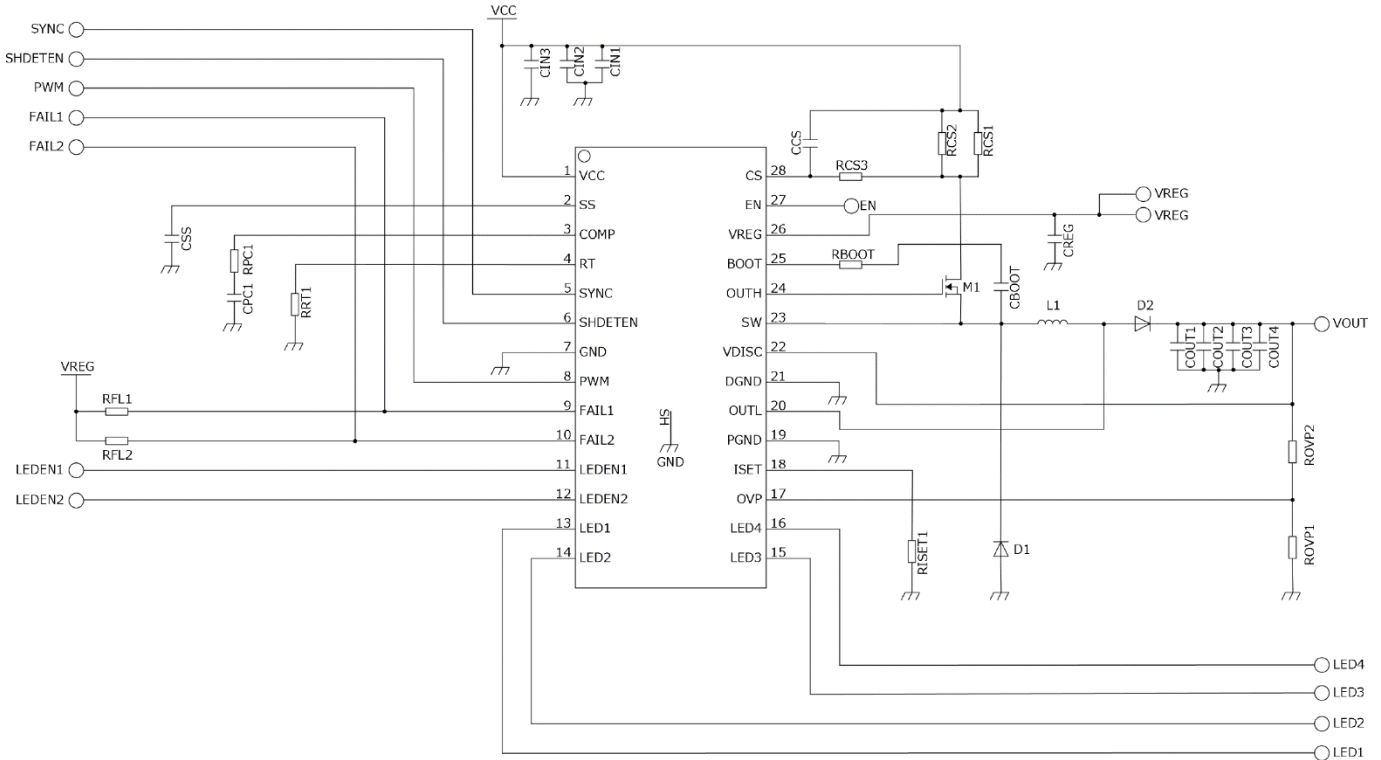 VCC
SYNC
SHDETEN
PWM
FAIL1
FAIL2
CIN3
CIN2
CIN1
CCS
RCS2
RCS1
RCS3
1 VCC
2 SS
3 COMP
4 RT
5 SYNC
6 SHDETEN
7 GND
8 PWM
9 FAIL1
10 FAIL2
11 LEDEN1
12 LEDEN2
13 LED1
14 LED2
CS 28
EN 27
VREG 26
BOOT 25
OUTH 24
SW 23
VDISC 22
DGND 21
OUTL 20
PGND 19
ISET 18
OVP 17
LED4 16
LED3 15
HS
GND
CSS
RPC1
CPC1
RRT1
VREG
RFL1
RFL2
LEDEN1
LEDEN2
EN
VREG
VREG
CREG
RBOOT
CBOOT
M1
L1
D2
VOUT
COUT1
COUT2
COUT3
COUT4
ROVP2
ROVP1
RISET1
D1
LED4
LED3
LED2
LED1